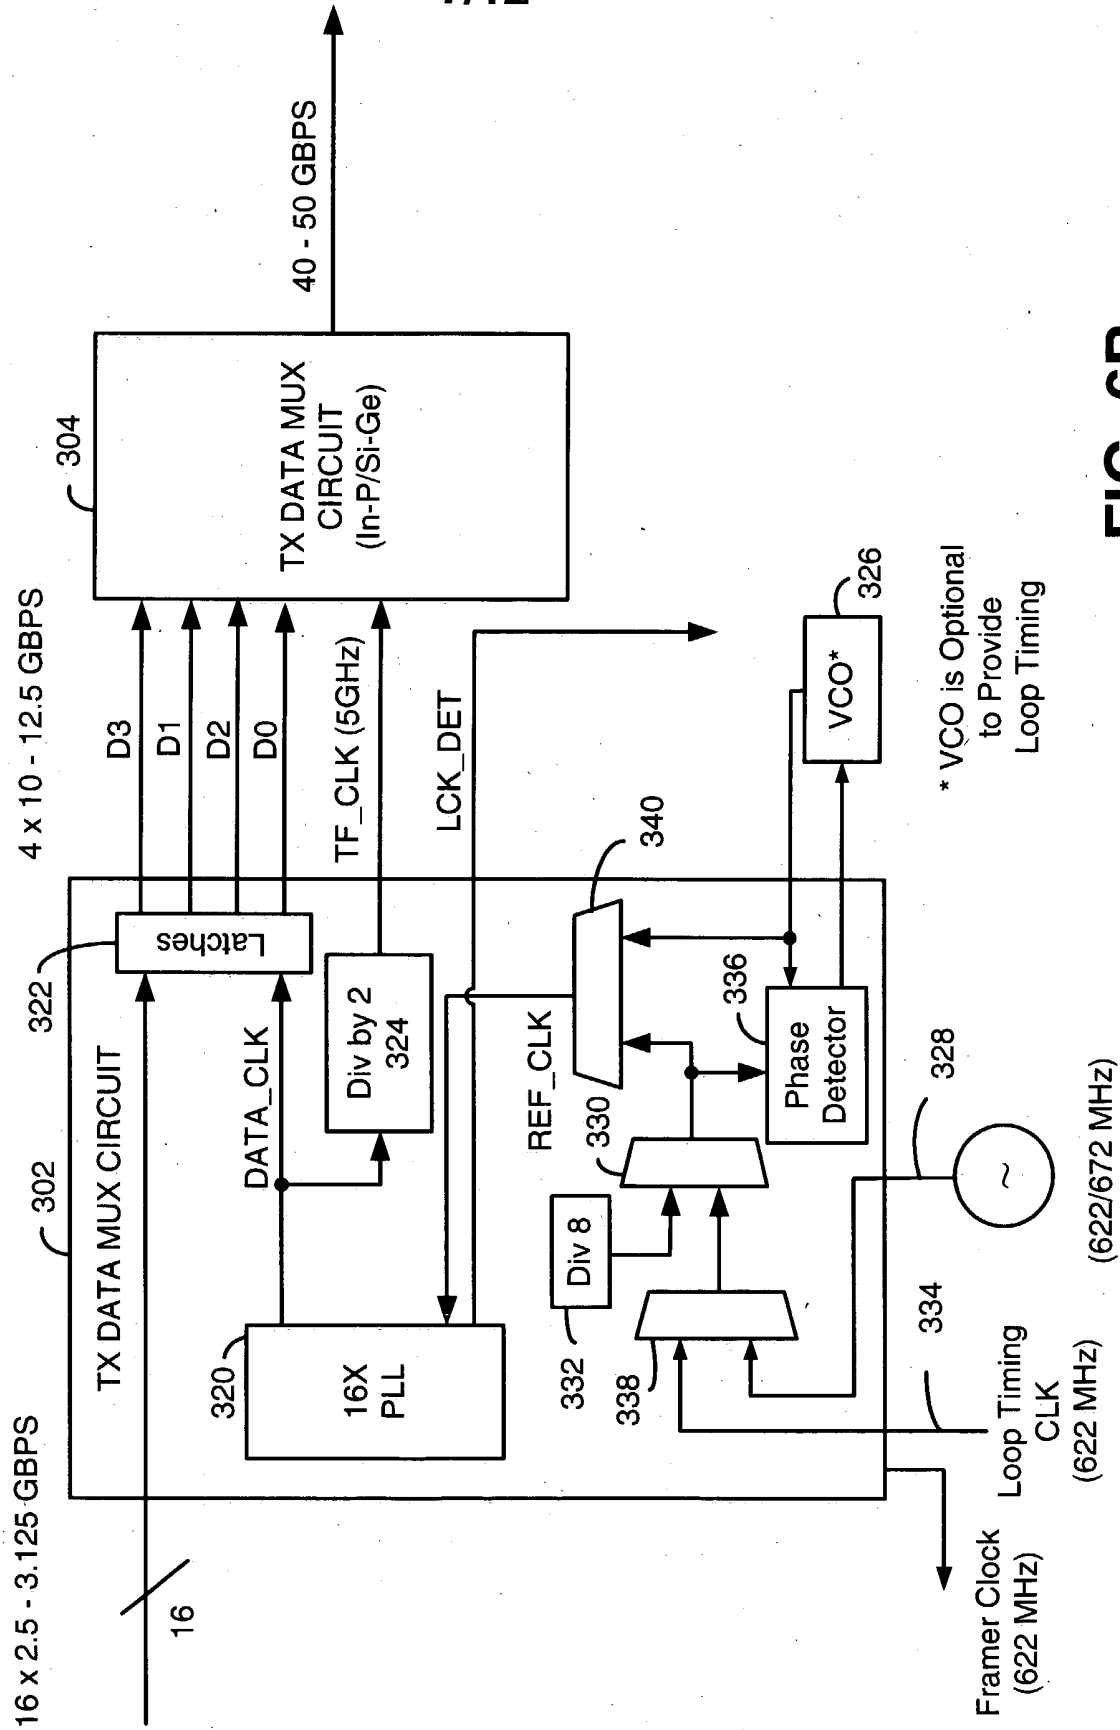 16 x 2.5 - 3.125 GBPS
4 x 10 - 12.5 GBPS
16
302
TX DATA MUX CIRCUIT
322
Latches
D3
D1
D2
D0
304
TX DATA MUX
CIRCUIT
(In-P/Si-Ge)
40 - 50 GBPS
320
16X
PLL
DATA_CLK
Div by 2
324
TF_CLK (5GHz)
LCK_DET
REF_CLK
340
332
Div 8
330
338
336
Phase
Detector
VCO*
326
* VCO is Optional
to Provide
Loop Timing
328
(622/672 MHz)
334
Loop Timing
CLK
(622 MHz)
Framer Clock
(622 MHz)